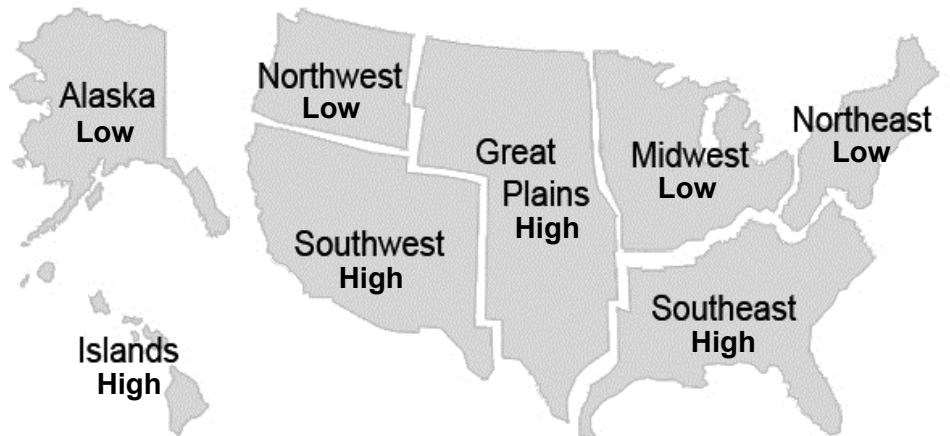 Alaska
Low
Northwest
Low
Great
Plains
High
Midwest
Low
Northeast
Low
Southwest
High
Southeast
High
Islands
High